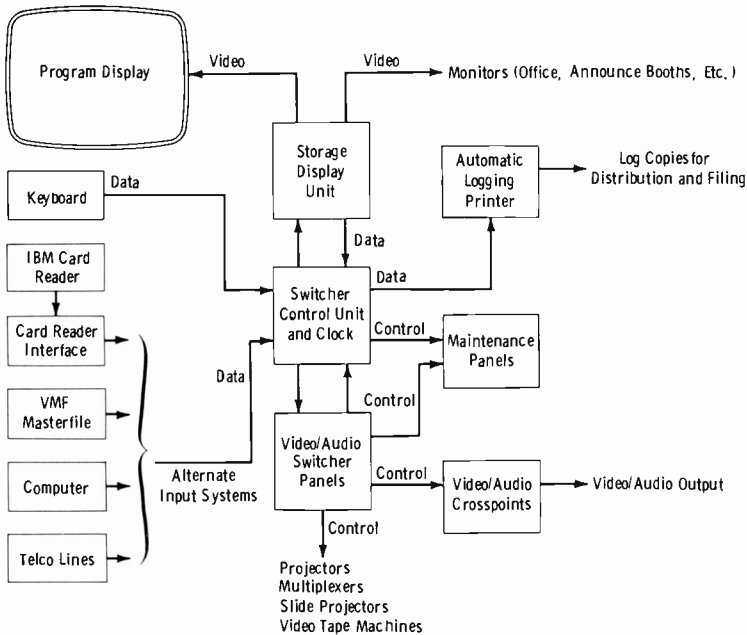 Program Display
Video
Video
Monitors (Office, Announce Booths, Etc.)
Storage
Display
Unit
Automatic
Logging
Printer
Log Copies for
Distribution and Filing
Keyboard
Data
Data
IBM Card
Reader
Switcher
Control Unit
and Clock
Data
Control
Card Reader
Interface
Maintenance
Panels
Data
Control
VMF
Masterfile
Video/Audio
Switcher
Panels
Alternate
Input Systems
Control
Computer
Video/Audio
Crosspoints
Video/Audio Output
Telco Lines
Control
Projectors
Multiplexers
Slide Projectors
Video Tape Machines